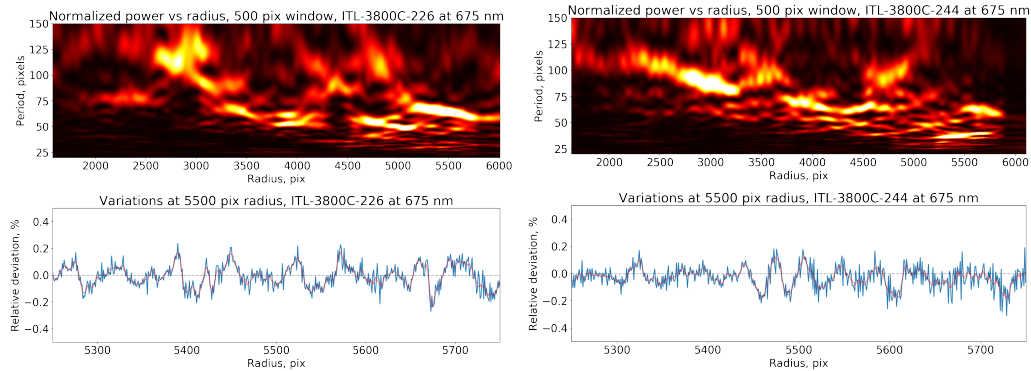 Normalized power vs radius, 500 pix window, ITL-3800C-226 at 675 nm
150
125
100
75
50
25
Period, pixels
2000 2500 3000 3500 4000 4500 5000 5500 6000
Radius, pix
Normalized power vs radius, 500 pix window, ITL-3800C-244 at 675 nm
150
125
100
75
50
25
Period, pixels
2000 2500 3000 3500 4000 4500 5000 5500 6000
Radius, pix
Variations at 5500 pix radius, ITL-3800C-226 at 675 nm
0.4
0.2
0.0
−0.2
−0.4
Relative deviation, %
5300 5400 5500 5600 5700
Radius, pix
Variations at 5500 pix radius, ITL-3800C-244 at 675 nm
0.4
0.2
0.0
−0.2
−0.4
Relative deviation, %
5300 5400 5500 5600 5700
Radius, pix